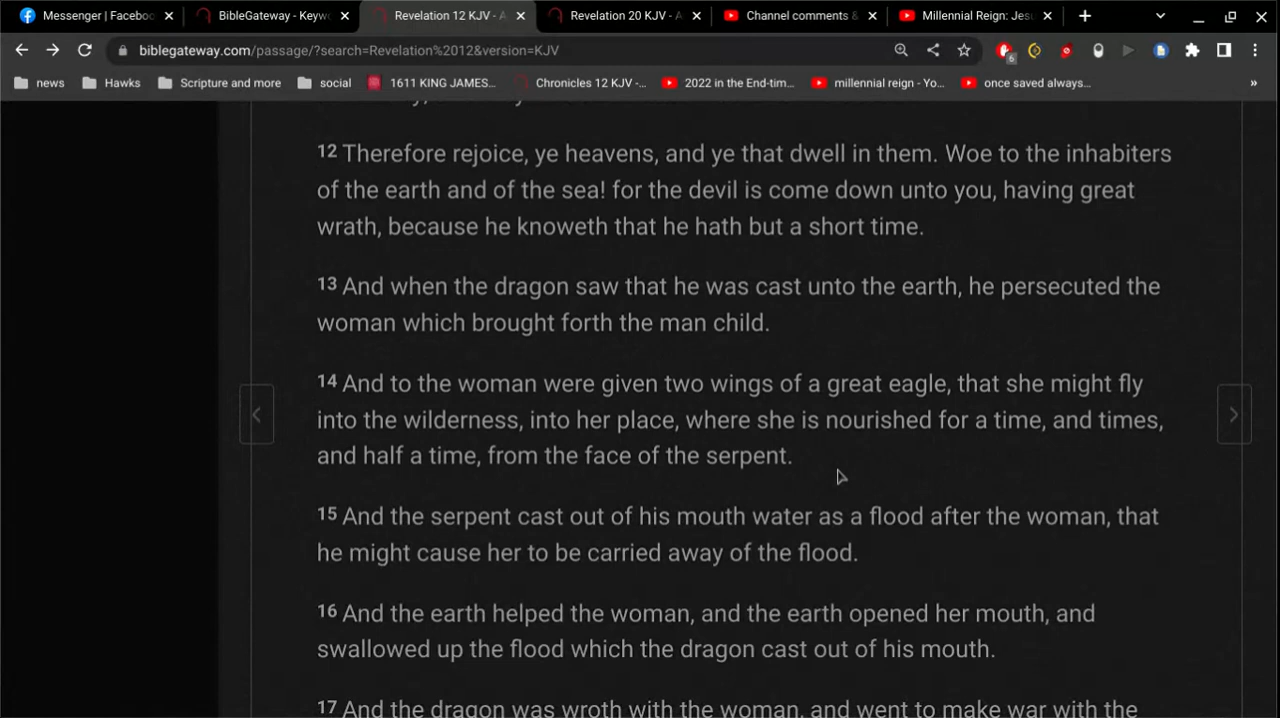 Messenger | Faceboo
BibleGateway - Keyw
Revelation 12 KJV - A
Revelation 20 KJV - A
Channel comments &
Millennial Reign: Jesu
biblegateway.com/passage/?search=Revelation%2012&version=KJV
6
news
Hawks
Scripture and more
social
1611 KING JAMES...
Chronicles 12 KJV -...
2022 in the End-tim...
millennial reign - Yo...
once saved always...
12 Therefore rejoice, ye heavens, and ye that dwell in them. Woe to the inhabiters
of the earth and of the sea! for the devil is come down unto you, having great
wrath, because he knoweth that he hath but a short time.
13 And when the dragon saw that he was cast unto the earth, he persecuted the
woman which brought forth the man child.
14 And to the woman were given two wings of a great eagle, that she might fly
into the wilderness, into her place, where she is nourished for a time, and times,
and half a time, from the face of the serpent.
15 And the serpent cast out of his mouth water as a flood after the woman, that
he might cause her to be carried away of the flood.
16 And the earth helped the woman, and the earth opened her mouth, and
swallowed up the flood which the dragon cast out of his mouth.
17 And the dragon was wroth with the woman, and went to make war with the